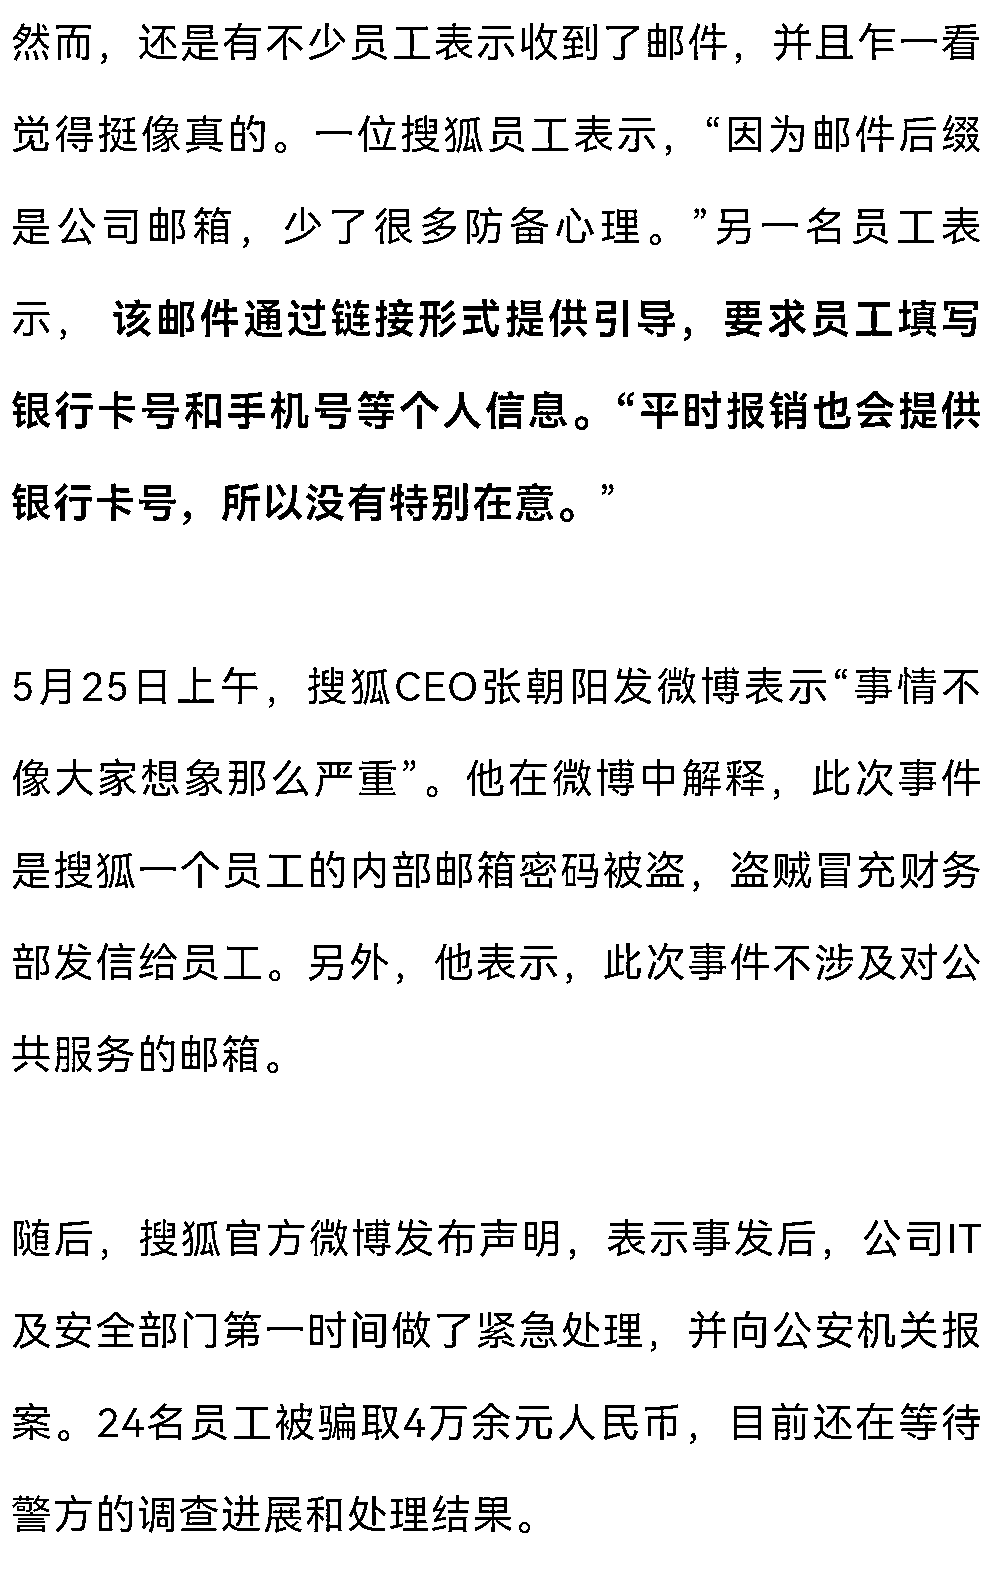 然而，还是有不少员工表示收到了邮件，并且乍一看
觉得挺像真的。一位搜狐员工表示，“因为邮件后缀
是公司邮箱，少了很多防备心理。”另一名员工表
示， 该邮件通过链接形式提供引导，要求员工填写
银行卡号和手机号等个人信息。“平时报销也会提供
银行卡号，所以没有特别在意。”
5月25日上午，搜狐CEO张朝阳发微博表示“事情不
像大家想象那么严重”。他在微博中解释，此次事件
是搜狐一个员工的内部邮箱密码被盗，盗贼冒充财务
部发信给员工。另外，他表示，此次事件不涉及对公
共服务的邮箱。
随后，搜狐官方微博发布声明，表示事发后，公司IT
及安全部门第一时间做了紧急处理，并向公安机关报
案。24名员工被骗取4万余元人民币，目前还在等待
警方的调查进展和处理结果。